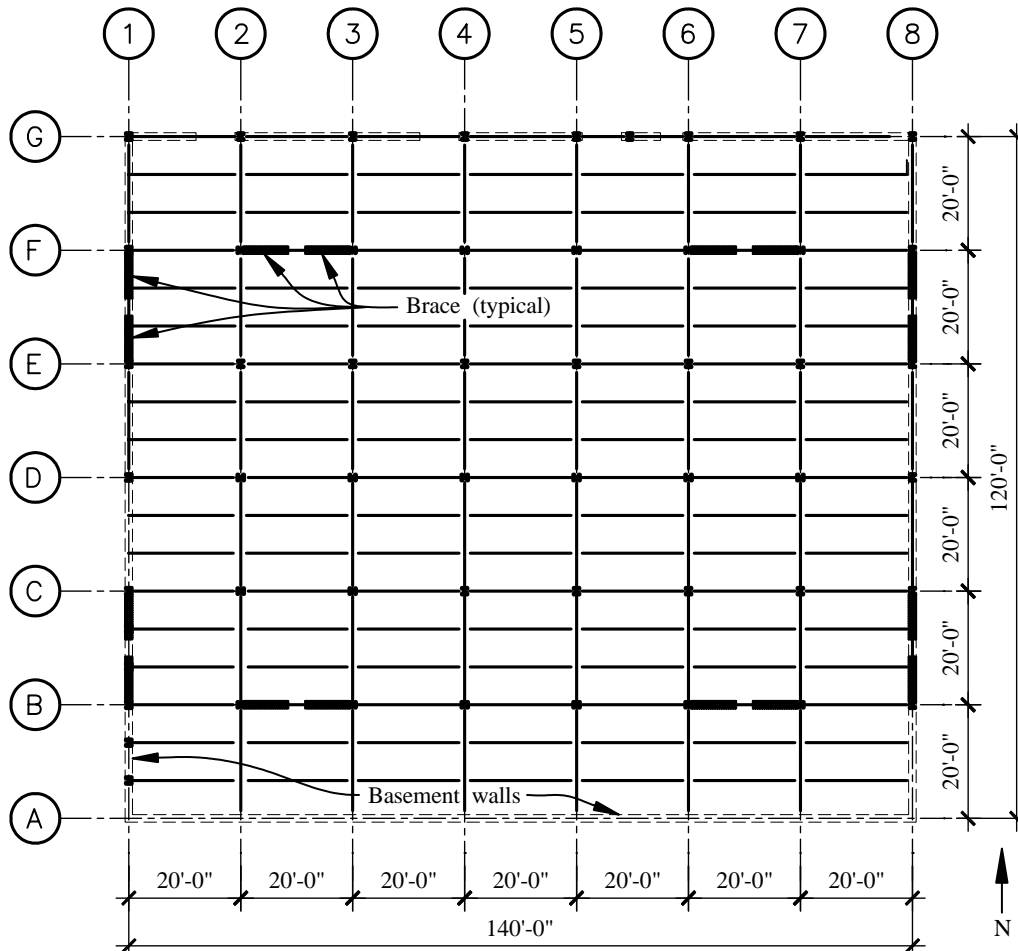 1 2 3 4 5 6 7 8
G
20'-0"
F
Brace (typical)
20'-0"
E
20'-0"
D
120'-0"
20'-0"
C
20'-0"
B
20'-0"
Basement walls
A
20'-0" 20'-0" 20'-0" 20'-0" 20'-0" 20'-0" 20'-0"
140'-0"
N